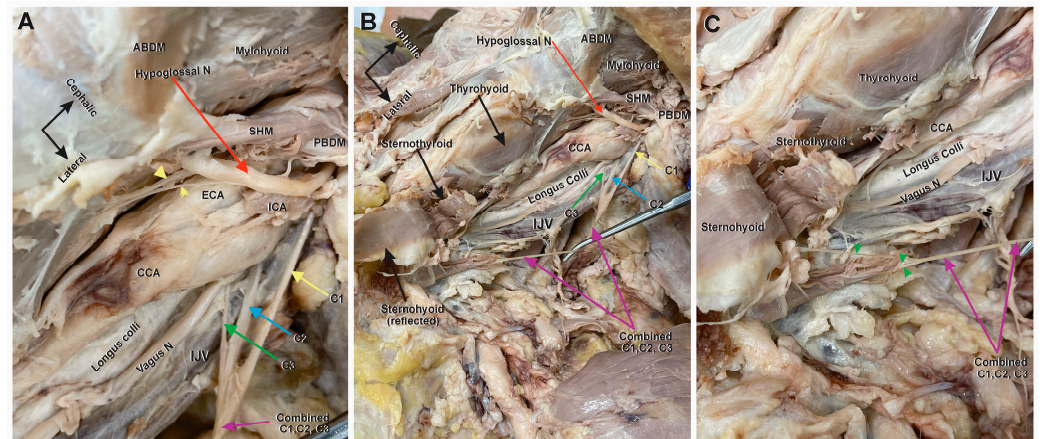 A
ABDM
Mylohyoid
Hypoglossal N
Cephalic
Lateral
SHM
PBDM
ECA
ICA
CCA
C1
C2
C3
Longus colli
Vagus N
IJV
Combined
C1,C2, C3
B
Cephalic
Lateral
Hypoglossal N
ABDM
Mylohyoid
Thyrohyoid
SHM
PBDM
Sternothyroid
CCA
C1
Longus Colli
C2
C3
IJV
Sternohyoid
(reflected)
Combined
C1,C2, C3
C
Thyrohyoid
CCA
Sternothyroid
Longus Colli
IJV
Vagus N
Sternohyoid
Combined
C1,C2, C3